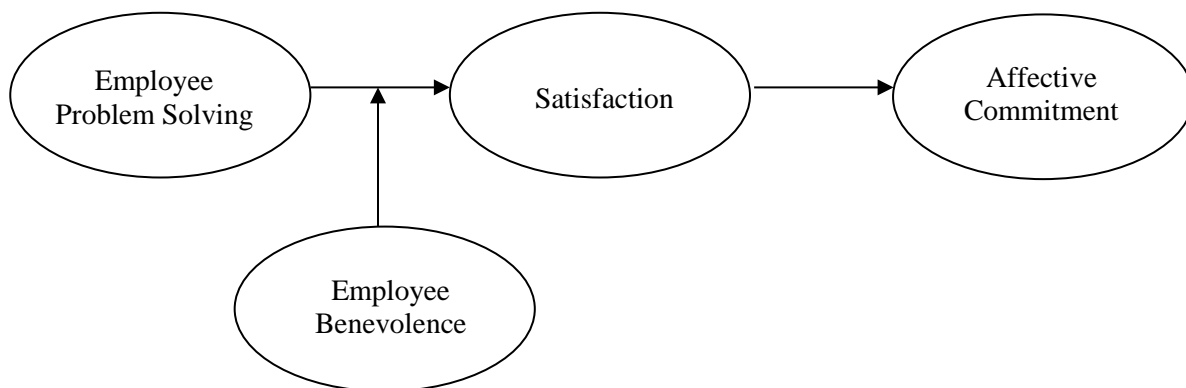 Employee
Problem Solving
Satisfaction
Affective
Commitment
Employee
Benevolence